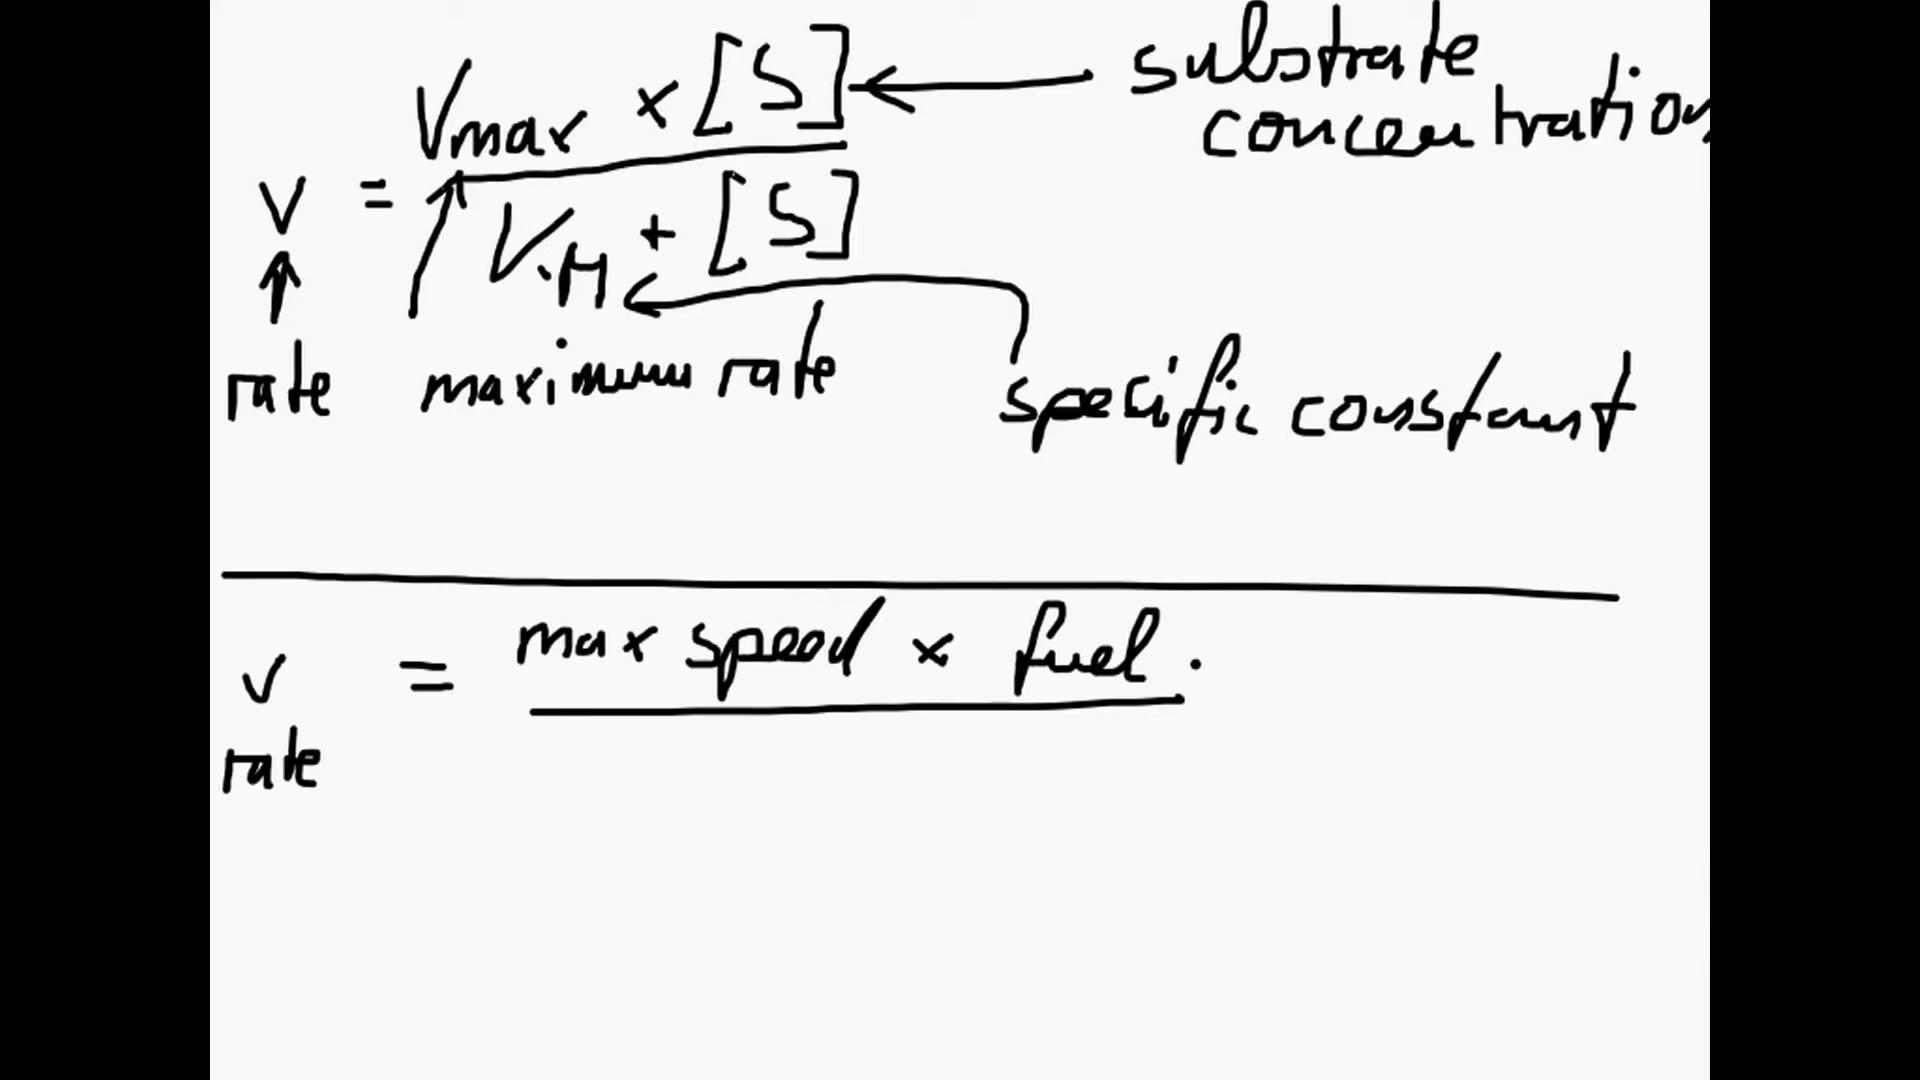 Vmax × [S] ← substrate concentration
v =
V.M + [S]
rate maximum rate specific constant
v = max speed × fuel.
rate